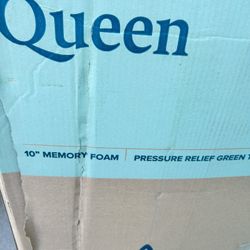 Queen
10" MEMORY FOAM | PRESSURE RELIEF GREEN